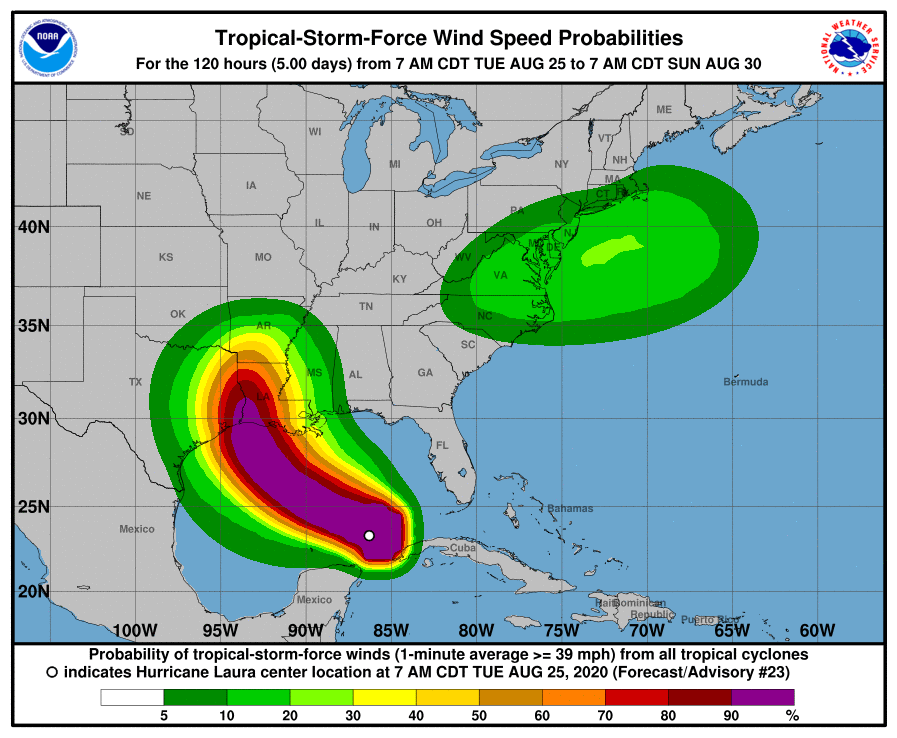 Tropical-Storm-Force Wind Speed Probabilities
For the 120 hours (5.00 days) from 7 AM CDT TUE AUG 25 to 7 AM CDT SUN AUG 30
NOAA
NATIONAL WEATHER SERVICE
ME
SD
WI
VT
NH
MI
NY
MA
NE
IA
CT
RI
PA
40N
IL
IN
OH
NJ
MD
DE
KS
MO
WV
VA
KY
OK
TN
NC
35N
AR
SC
TX
MS
AL
GA
Bermuda
LA
30N
FL
25N
Bahamas
Mexico
Cuba
20N
Mexico
Haiti
Dominican
Republic
Puerto Rico
100W 95W 90W 85W 80W 75W 70W 65W 60W
Probability of tropical-storm-force winds (1-minute average >= 39 mph) from all tropical cyclones
indicates Hurricane Laura center location at 7 AM CDT TUE AUG 25, 2020 (Forecast/Advisory #23)
5 10 20 30 40 50 60 70 80 90 %